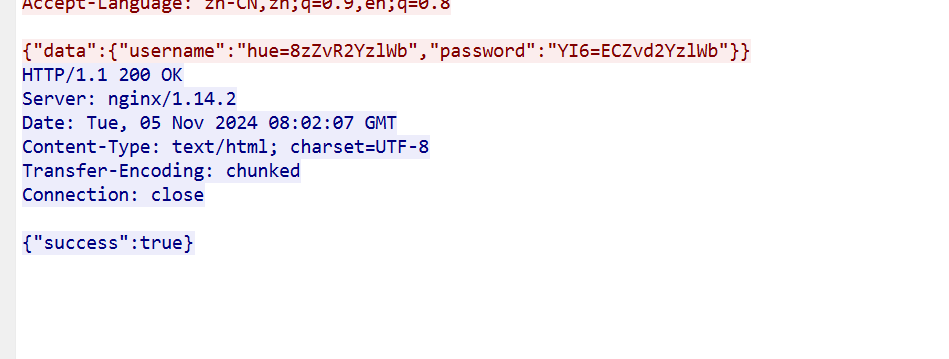 Accept-Language: zh-CN,zh;q=0.9,en;q=0.8
{"data":{"username":"hue=8zZvR2YzlWb","password":"YI6=ECZvd2YzlWb"}}
HTTP/1.1 200 OK
Server: nginx/1.14.2
Date: Tue, 05 Nov 2024 08:02:07 GMT
Content-Type: text/html; charset=UTF-8
Transfer-Encoding: chunked
Connection: close
{"success":true}